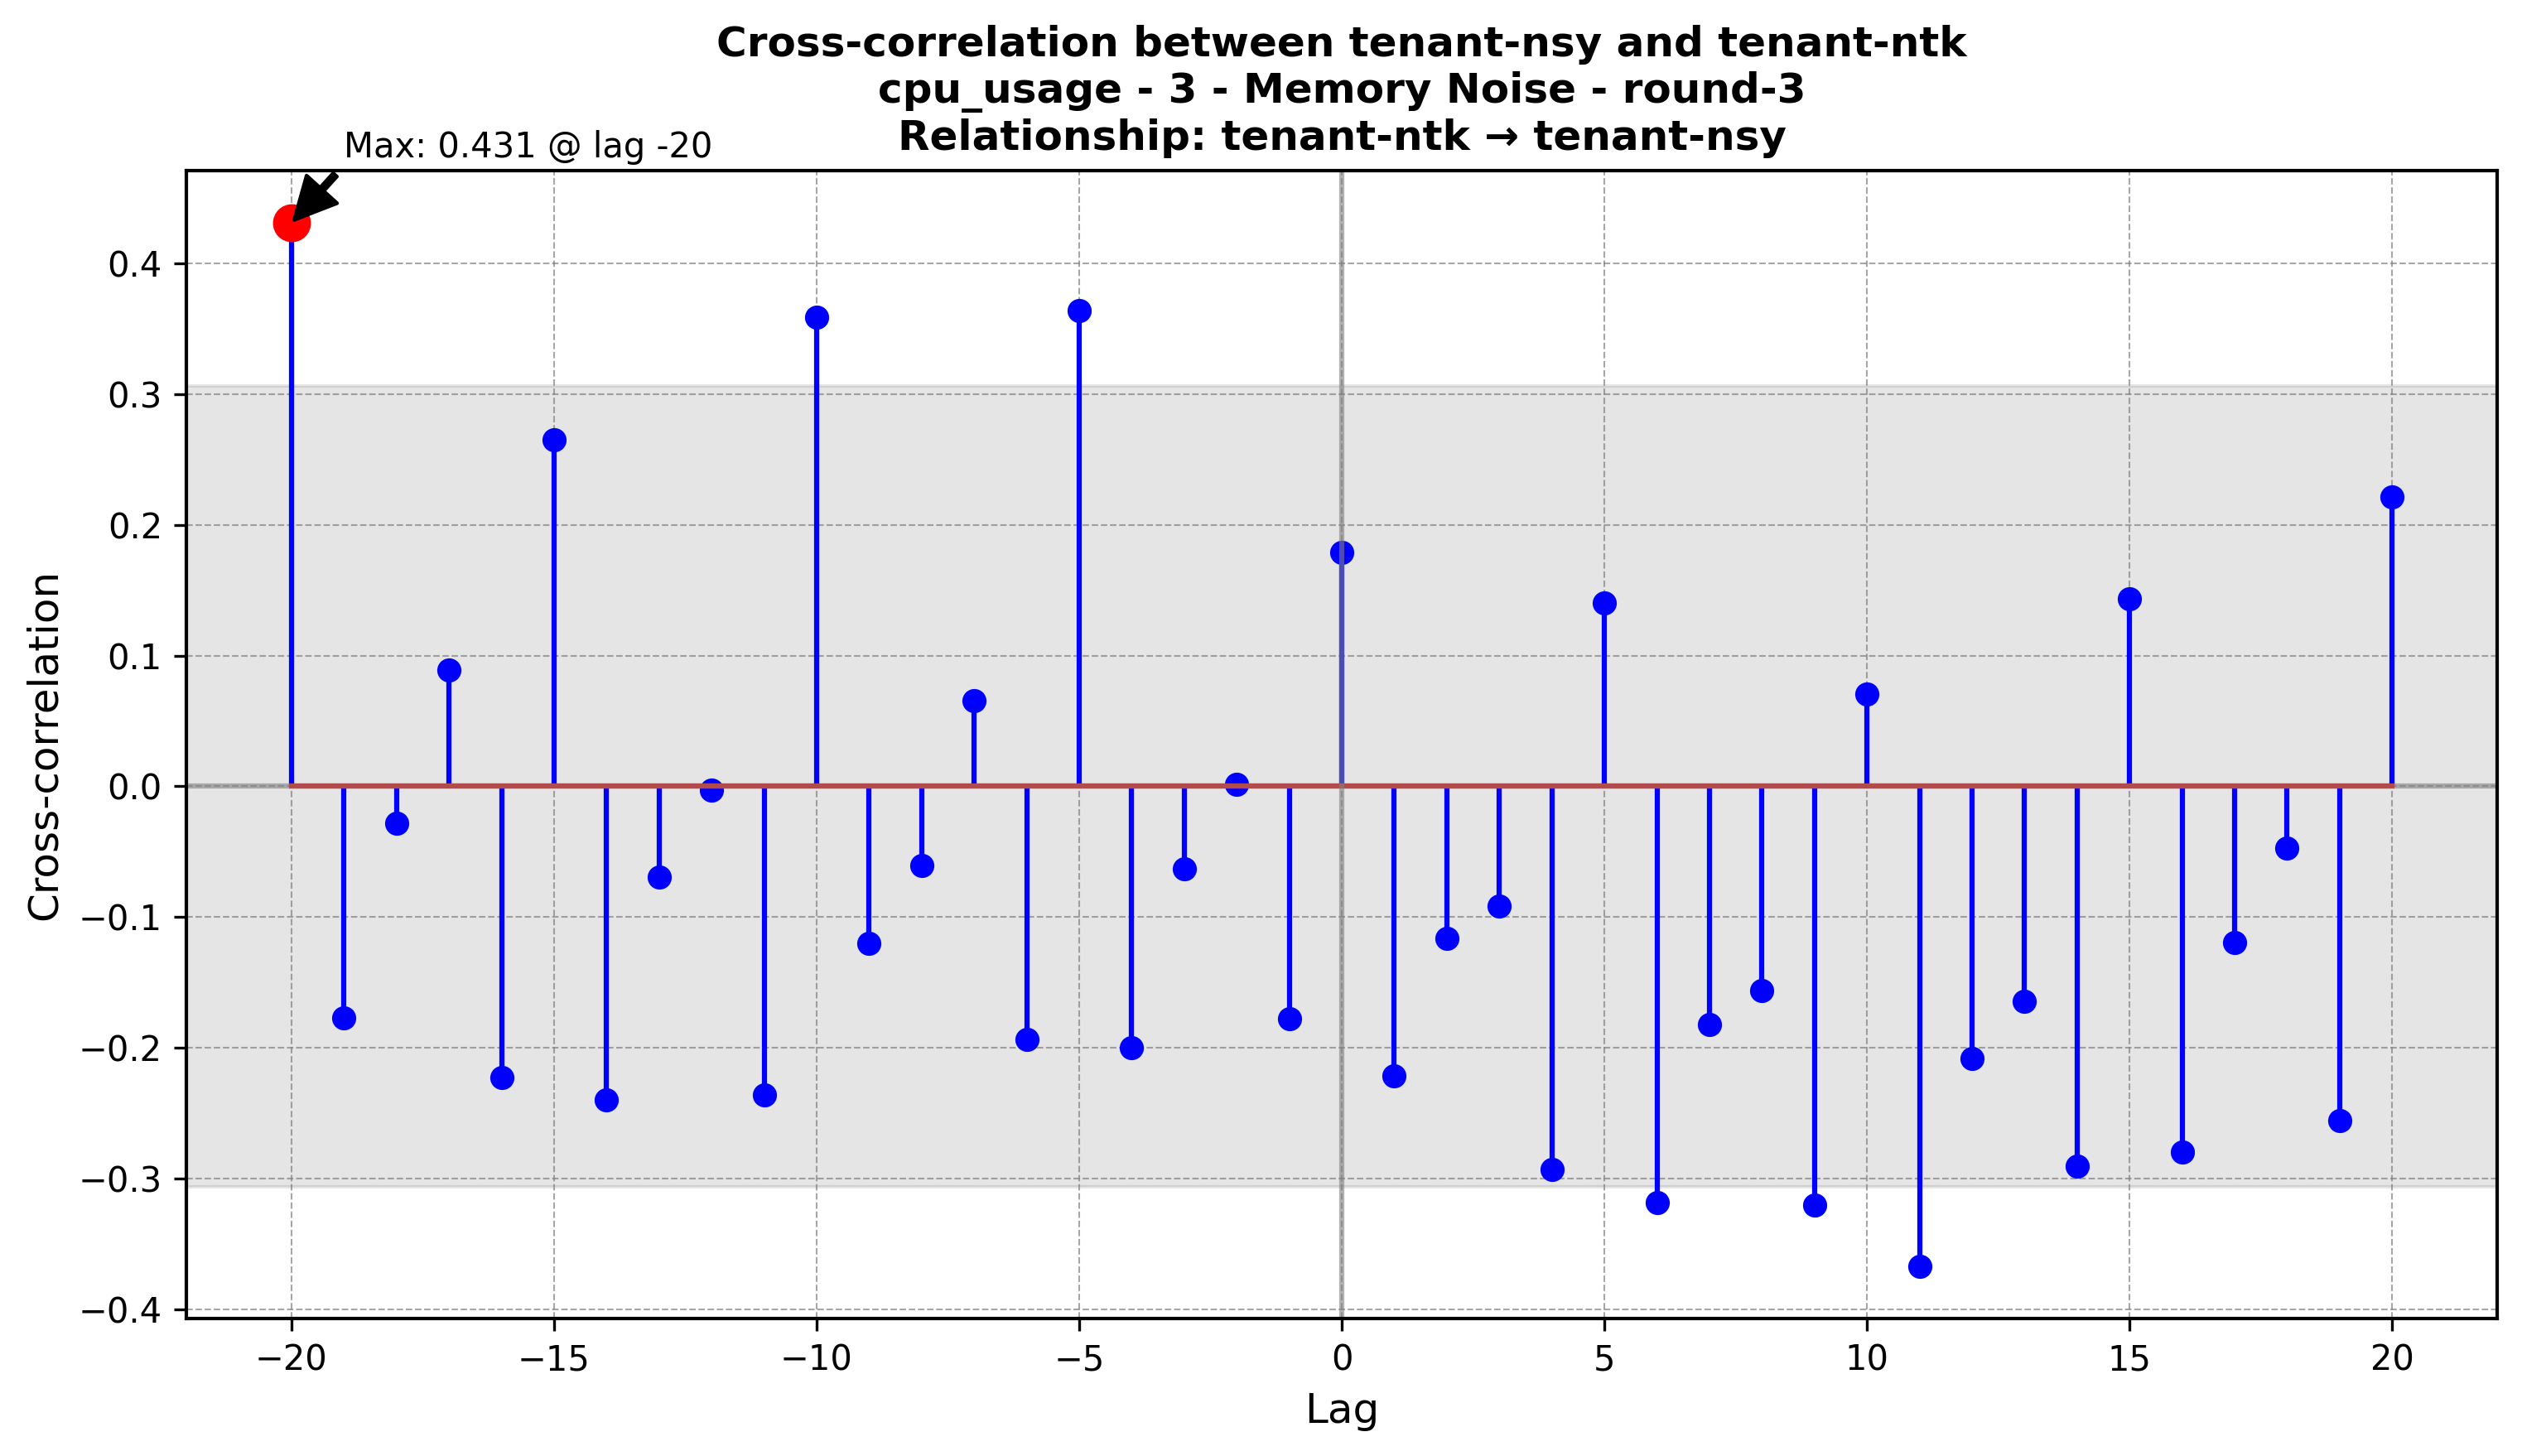 Cross-correlation between tenant-nsy and tenant-ntk
cpu_usage - 3 - Memory Noise - round-3
Relationship: tenant-ntk → tenant-nsy
Max: 0.431 @ lag -20
Cross-correlation
0.4
0.3
0.2
0.1
0.0
−0.1
−0.2
−0.3
−0.4
−20 −15 −10 −5 0 5 10 15 20
Lag